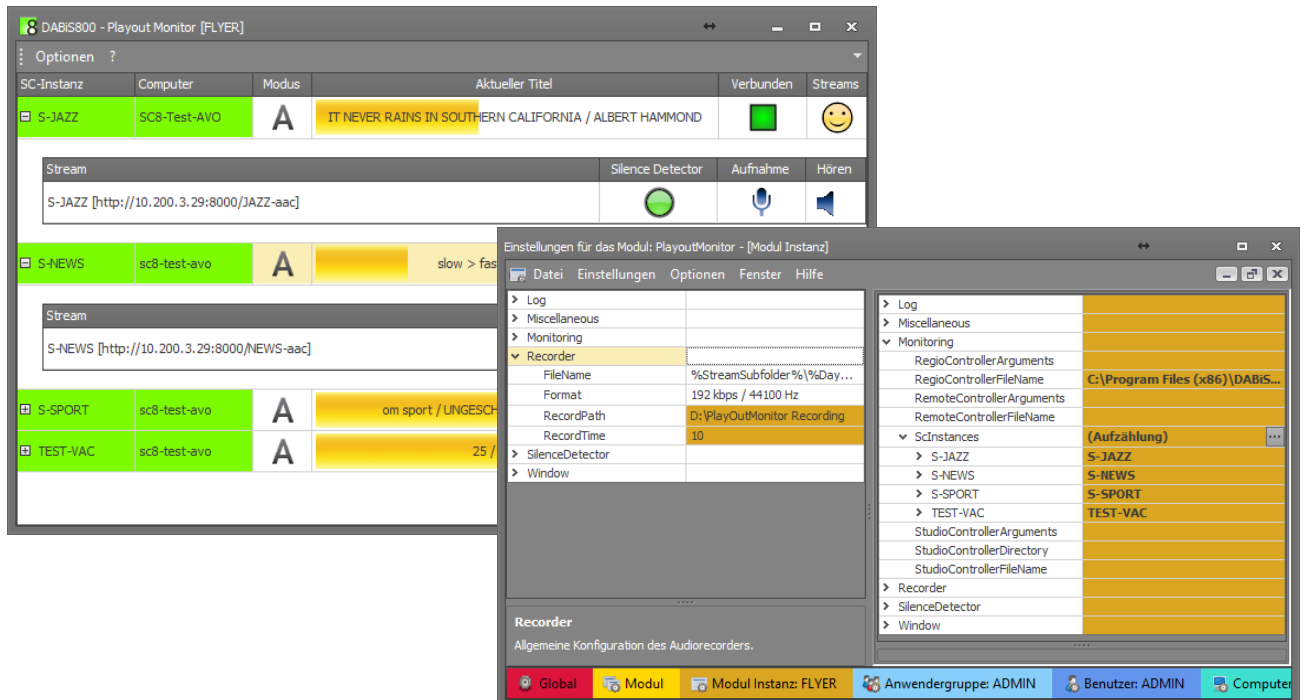 DABiS800 - Playout Monitor [FLYER]
Optionen ?
SC-Instanz Computer Modus Aktueller Titel Verbunden Streams
S-JAZZ SC8-Test-AVO A IT NEVER RAINS IN SOUTHERN CALIFORNIA / ALBERT HAMMOND
Stream Silence Detector Aufnahme Hören
S-JAZZ [http://10.200.3.29:8000/JAZZ-aac]
S-NEWS sc8-test-avo A slow > fas
Stream
S-NEWS [http://10.200.3.29:8000/NEWS-aac]
S-SPORT sc8-test-avo A om sport / UNGESCH
TEST-VAC sc8-test-avo A 25 /
Einstellungen für das Modul: PlayoutMonitor - [Modul Instanz]
Datei Einstellungen Optionen Fenster Hilfe
Log
Miscellaneous
Monitoring
Recorder
FileName %StreamSubfolder%\%Day...
Format 192 kbps / 44100 Hz
RecordPath D:\PlayOutMonitor Recording
RecordTime 10
SilenceDetector
Window
Recorder
Allgemeine Konfiguration des Audiorecorders.
Log
Miscellaneous
Monitoring
RegioControllerArguments
RegioControllerFileName C:\Program Files (x86)\DABiS...
RemoteControllerArguments
RemoteControllerFileName
ScInstances (Aufzählung) ...
S-JAZZ S-JAZZ
S-NEWS S-NEWS
S-SPORT S-SPORT
TEST-VAC TEST-VAC
StudioControllerArguments
StudioControllerDirectory
StudioControllerFileName
Recorder
SilenceDetector
Window
Global Modul Modul Instanz: FLYER Anwendergruppe: ADMIN Benutzer: ADMIN Computer